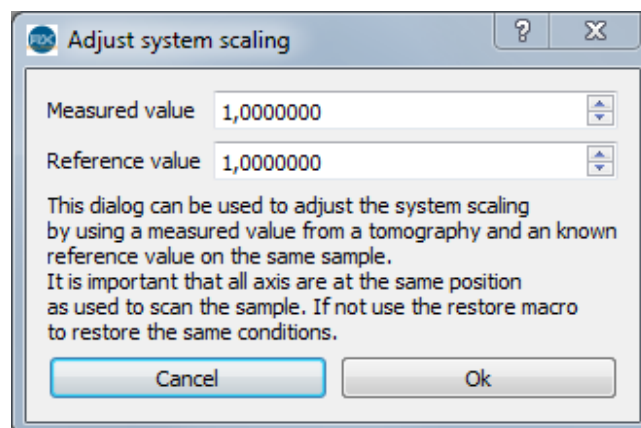 Adjust system scaling
Measured value 1,0000000
Reference value 1,0000000
This dialog can be used to adjust the system scaling
by using a measured value from a tomography and an known
reference value on the same sample.
It is important that all axis are at the same position
as used to scan the sample. If not use the restore macro
to restore the same conditions.
Cancel Ok